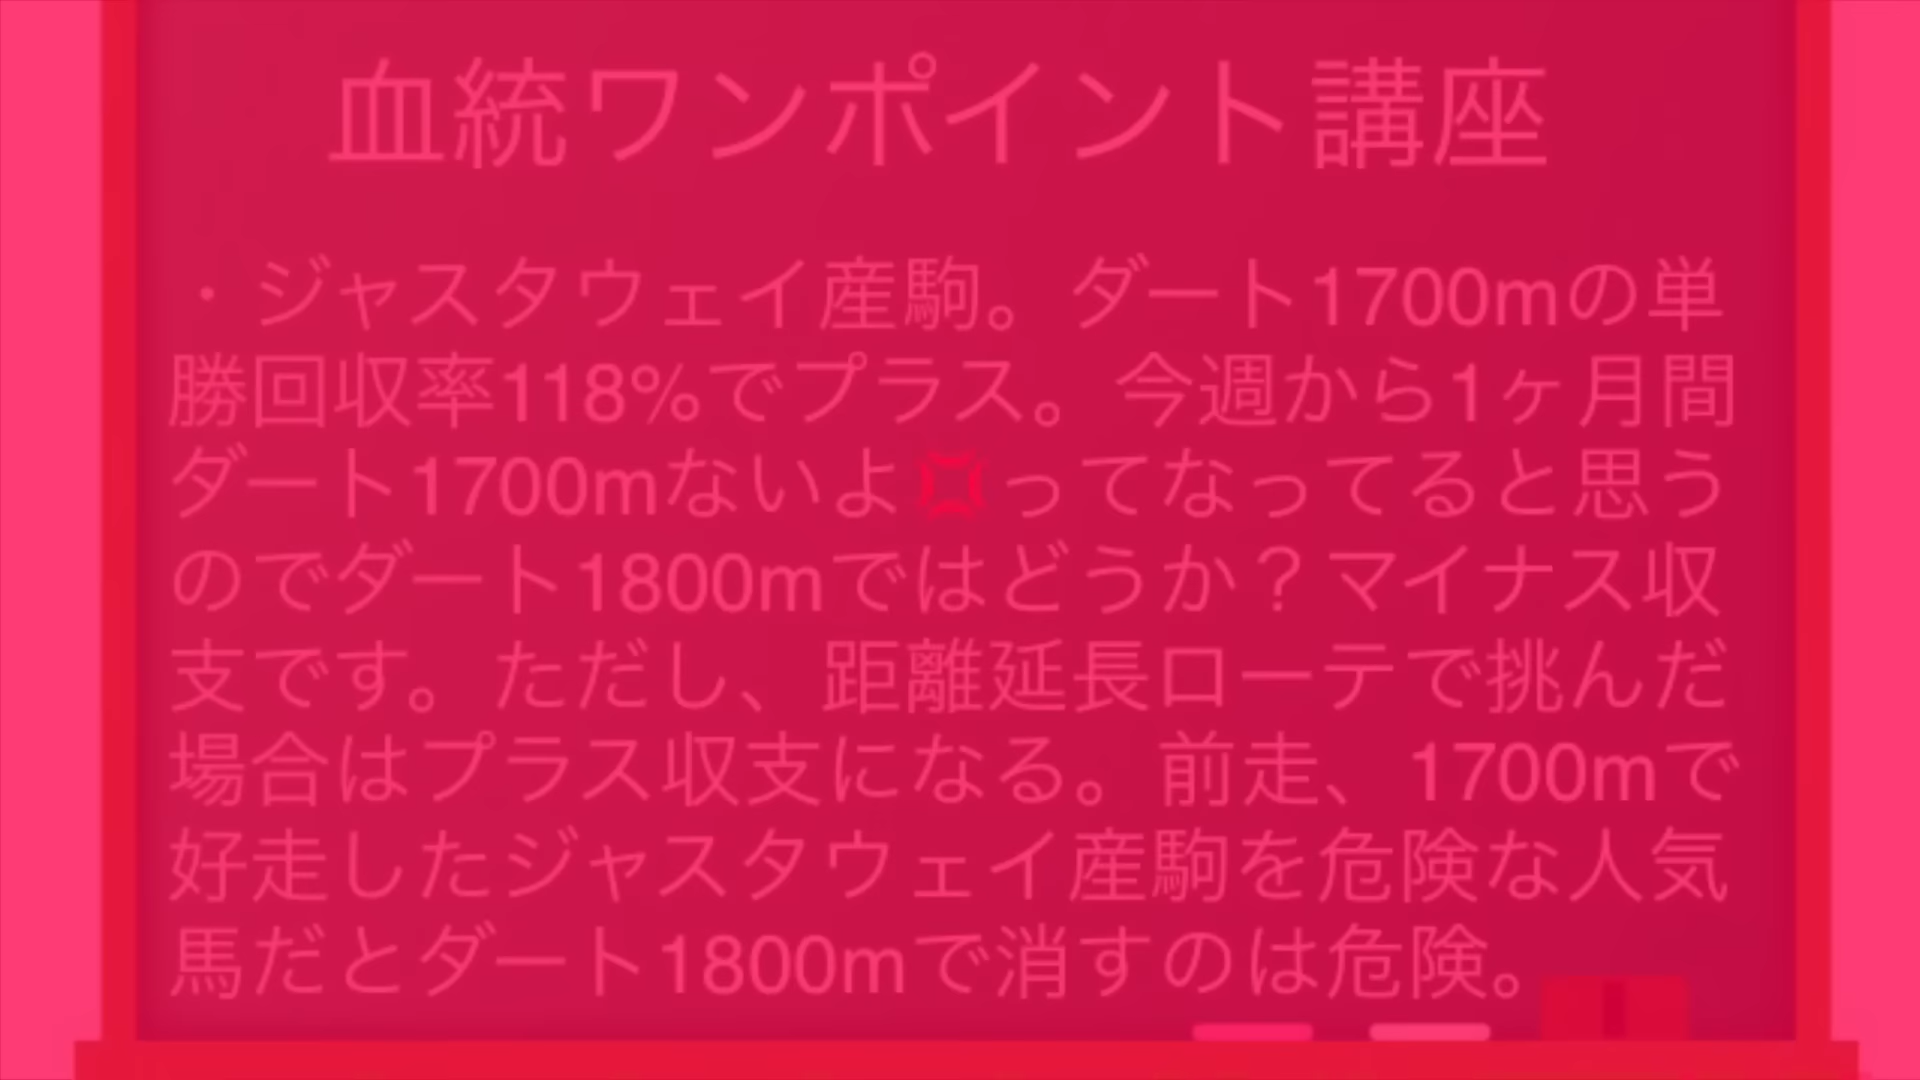 血統ワンポイント講座
・ジャスタウェイ産駒。ダート1700mの単
勝回収率118%でプラス。今週から1ヶ月間
ダート1700mないよ💢ってなってると思う
のでダート1800mではどうか？マイナス収
支です。ただし、距離延長ローテで挑んだ
場合はプラス収支になる。前走、1700mで
好走したジャスタウェイ産駒を危険な人気
馬だとダート1800mで消すのは危険。